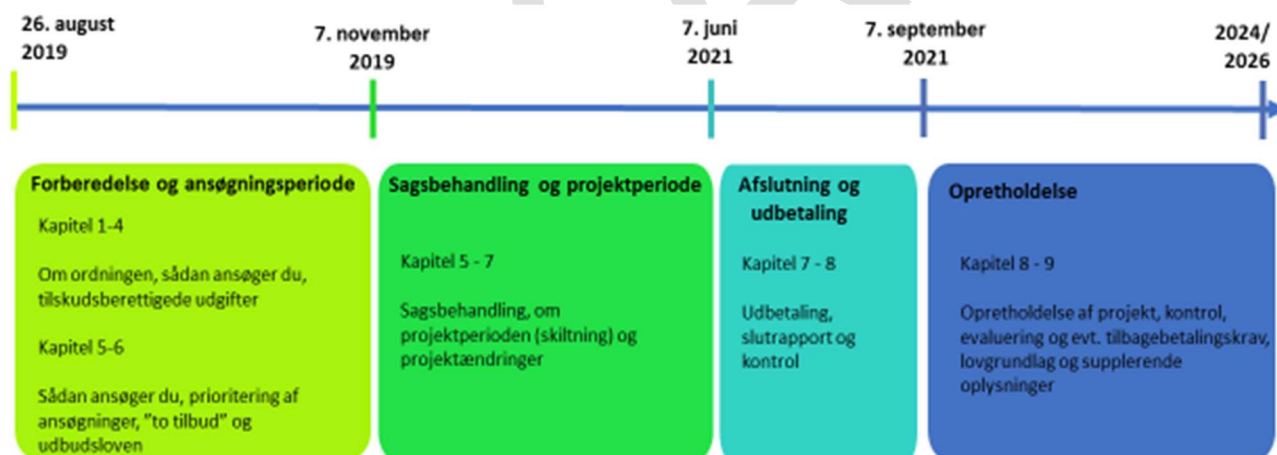 26. august
2019
7. november
2019
7. juni
2021
7. september
2021
2024/
2026
Forberedelse og ansøgningsperiode
Kapitel 1-4
Om ordningen, sådan ansøger du,
tilskudsberettigede udgifter
Kapitel 5-6
Sådan ansøger du, prioritering af
ansøgninger, ”to tilbud” og
udbudsloven
Sagsbehandling og projektperiode
Kapitel 5 - 7
Sagsbehandling, om
projektperioden (skiltning) og
projektændringer
Afslutning og
udbetaling
Kapitel 7 - 8
Udbetaling,
slutrapport og
kontrol
Opretholdelse
Kapitel 8 - 9
Opretholdelse af projekt, kontrol,
evaluering og evt. tilbagebetalingskrav,
lovgrundlag og supplerende
oplysninger